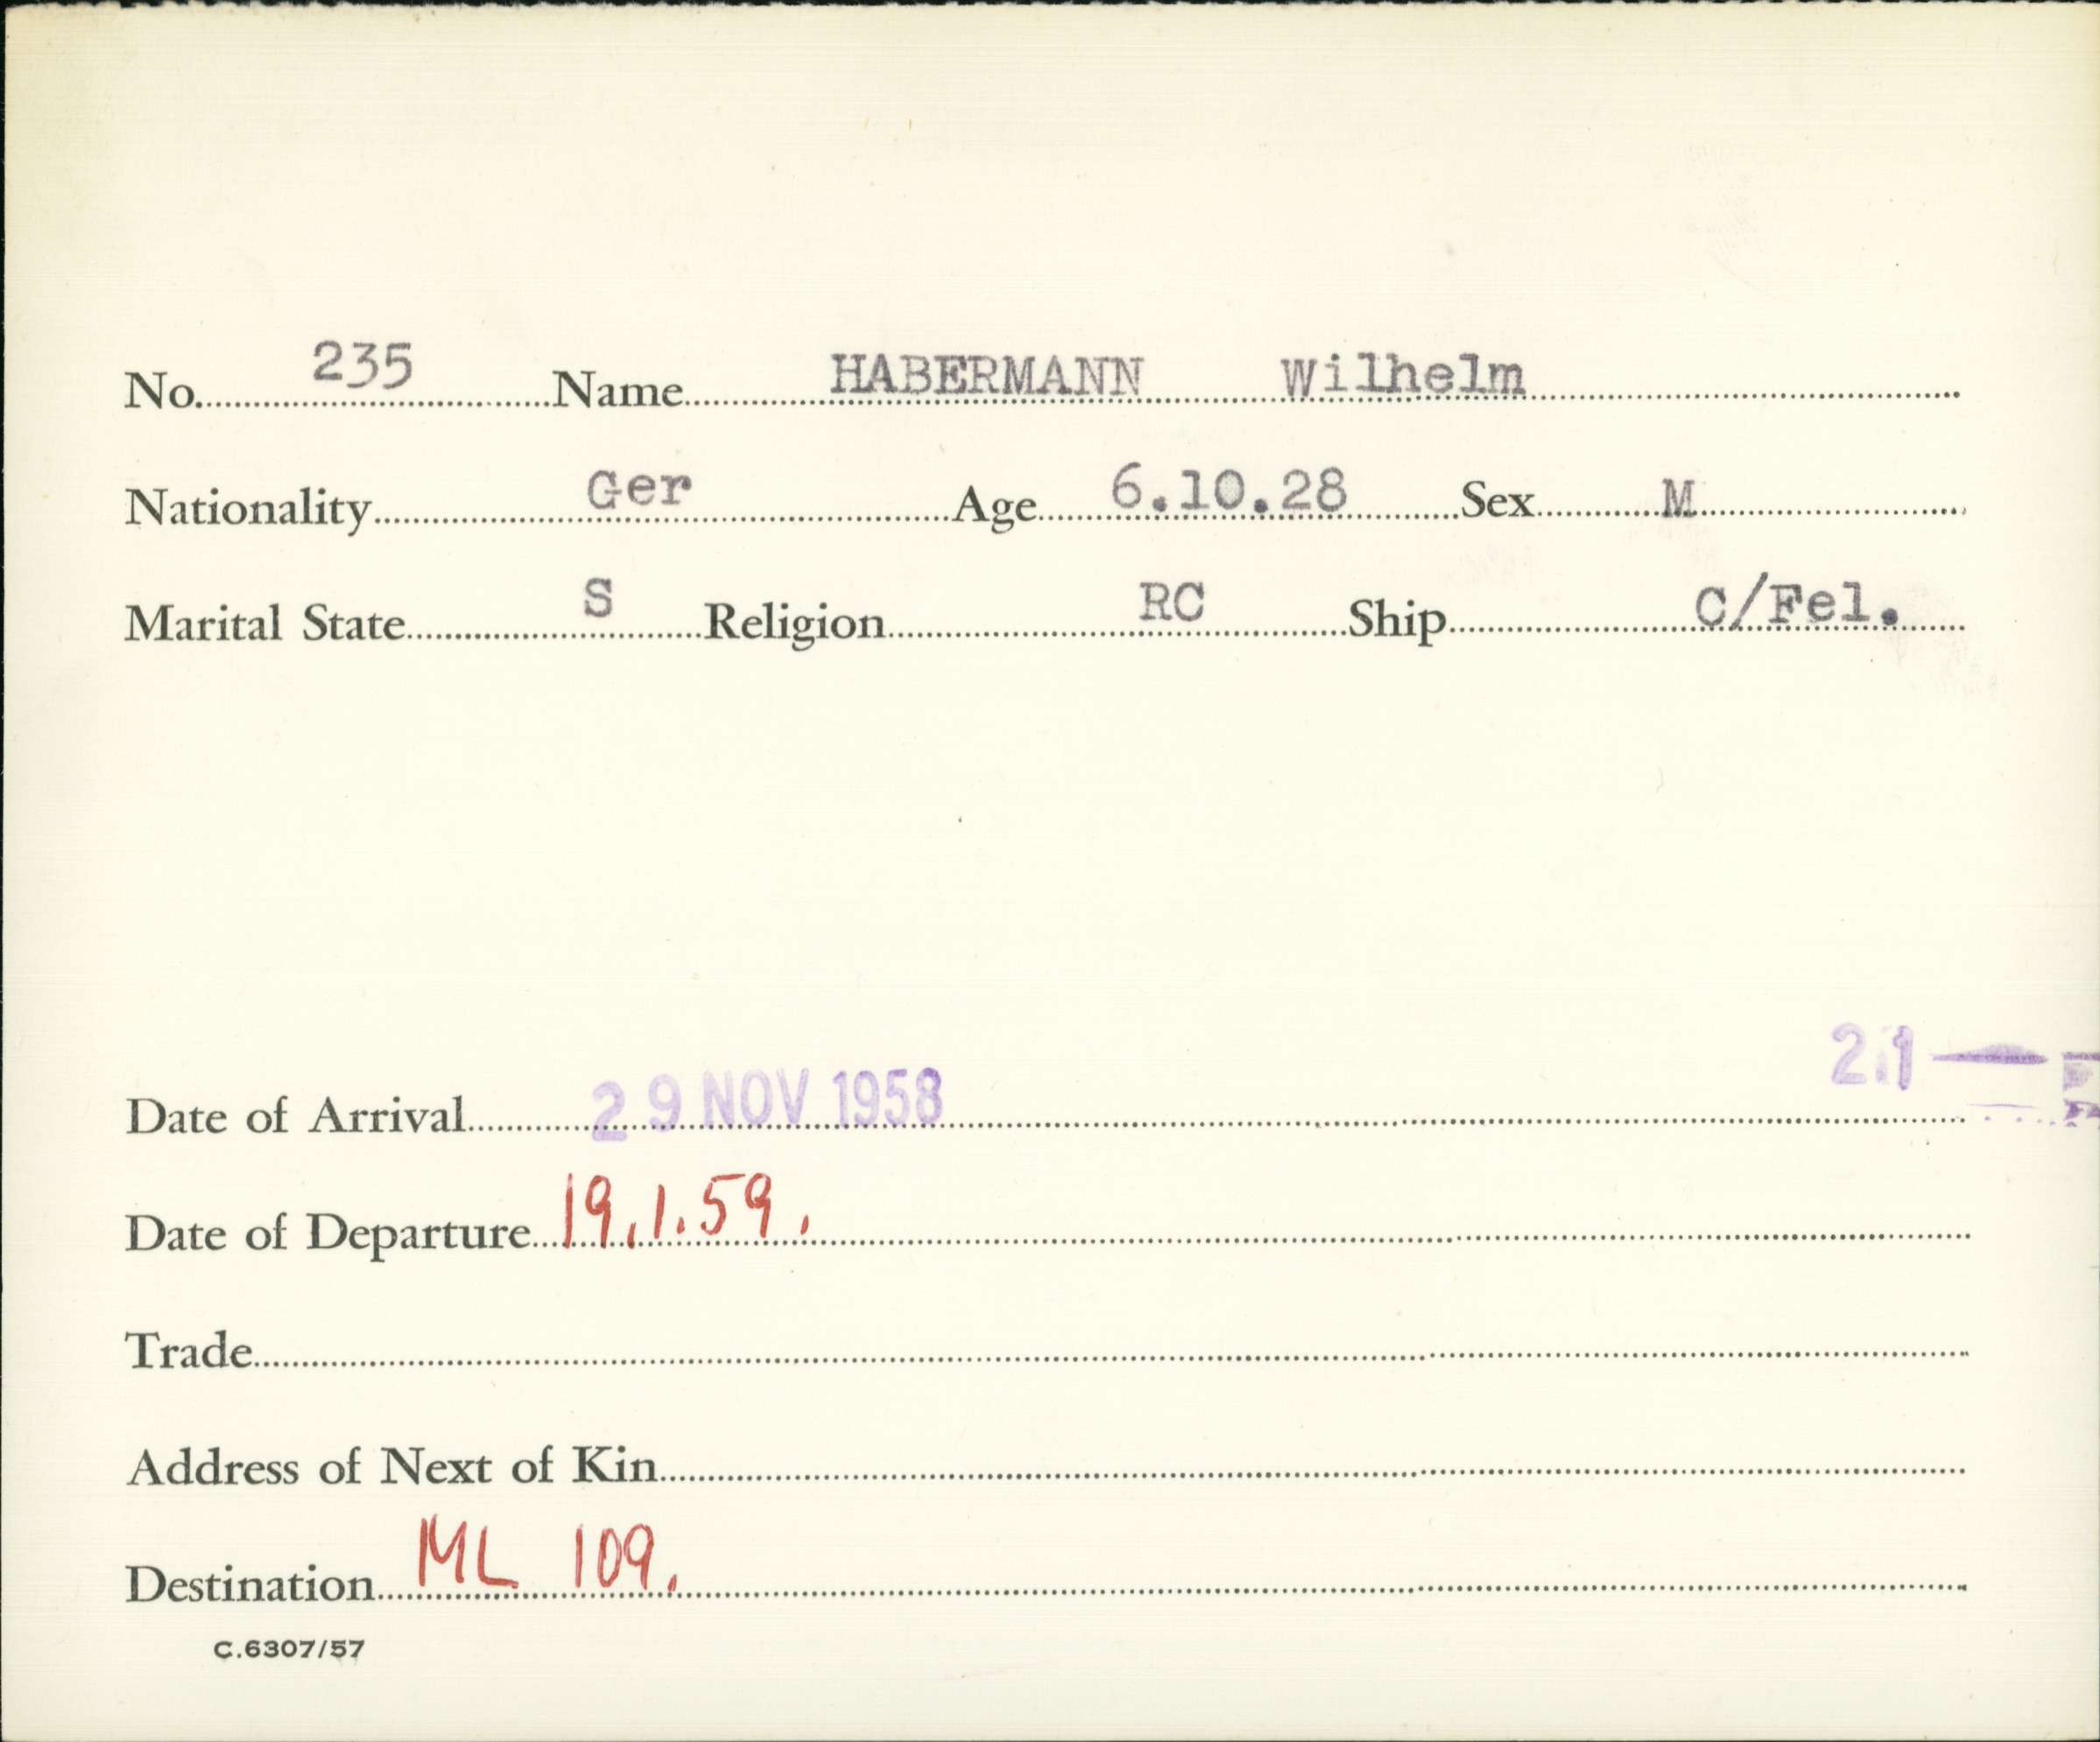 No. 235 Name HABERMANN Wilhelm
Nationality Ger Age 6.10.28 Sex M
Marital State S Religion RC Ship C/Fel.
21
Date of Arrival 29 NOV 1958
Date of Departure 19.1.59.
Trade
Address of Next of Kin
Destination ML 109.
C.6307/57